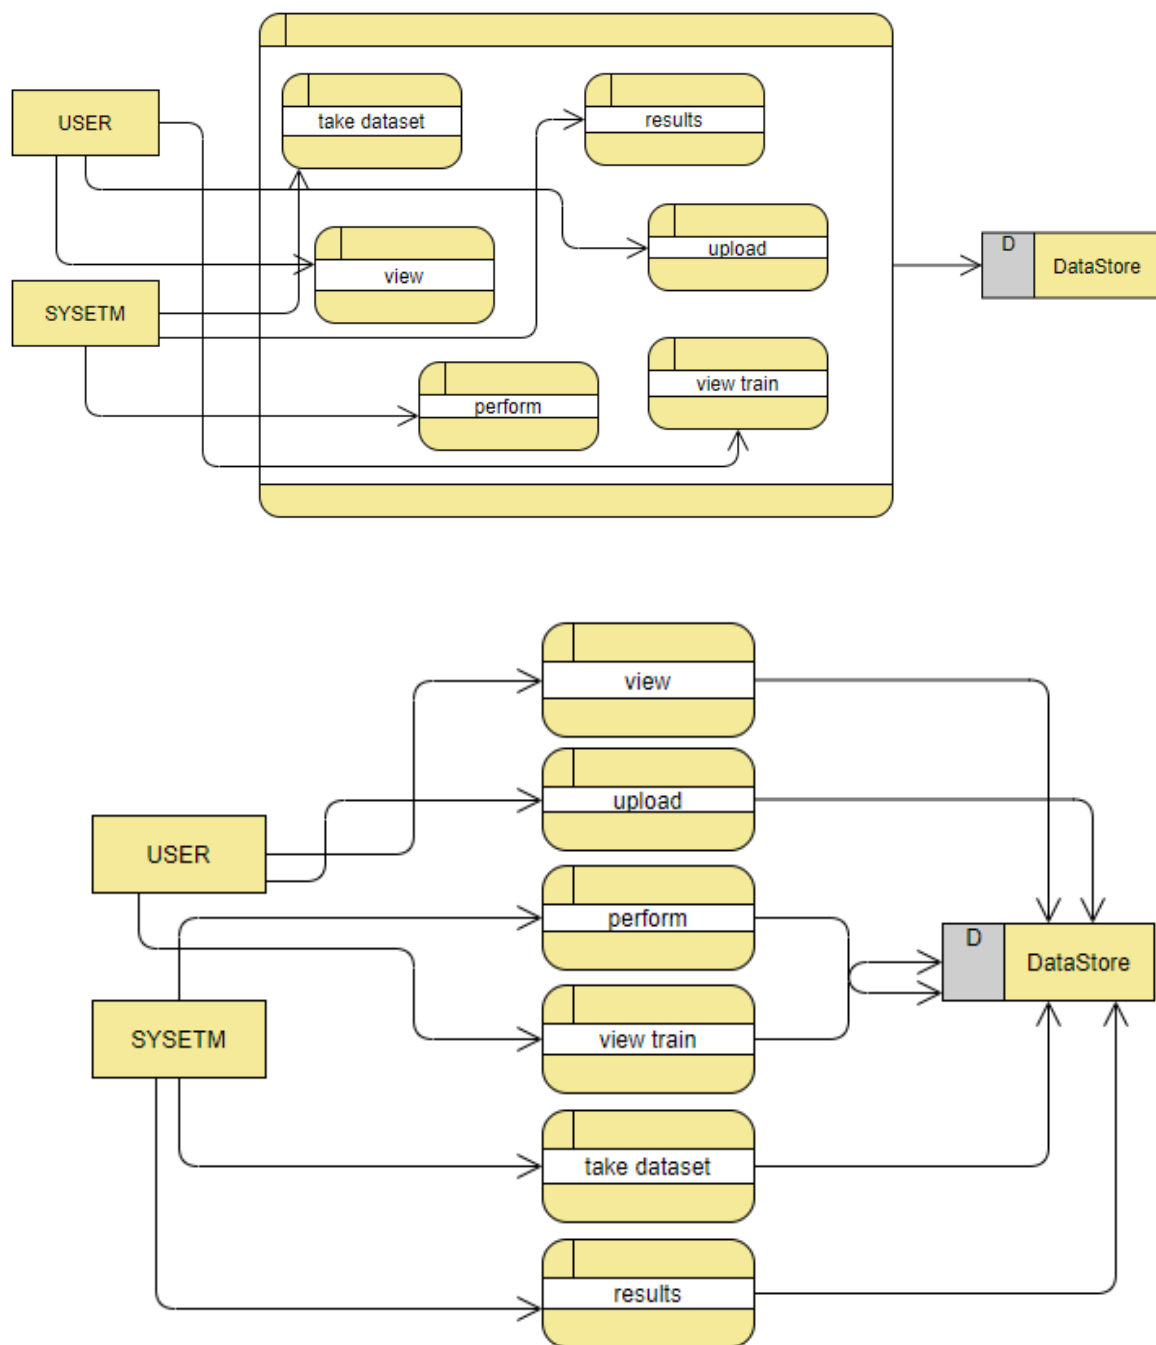 USER
take dataset
results
upload
view
D
DataStore
SYSETM
view train
perform
view
upload
USER
perform
D
DataStore
SYSETM
view train
take dataset
results